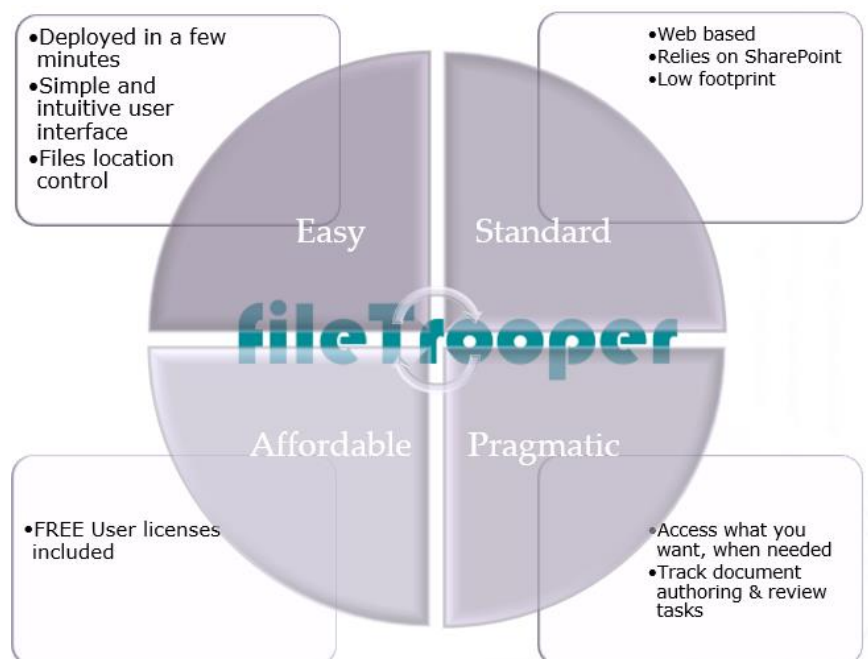 •Deployed in a few
minutes
•Simple and
intuitive user
interface
•Files location
control
•Web based
•Relies on SharePoint
•Low footprint
Easy
Standard
fileTrooper
Affordable
Pragmatic
•FREE User licenses
included
•Access what you
want, when needed
•Track document
authoring & review
tasks